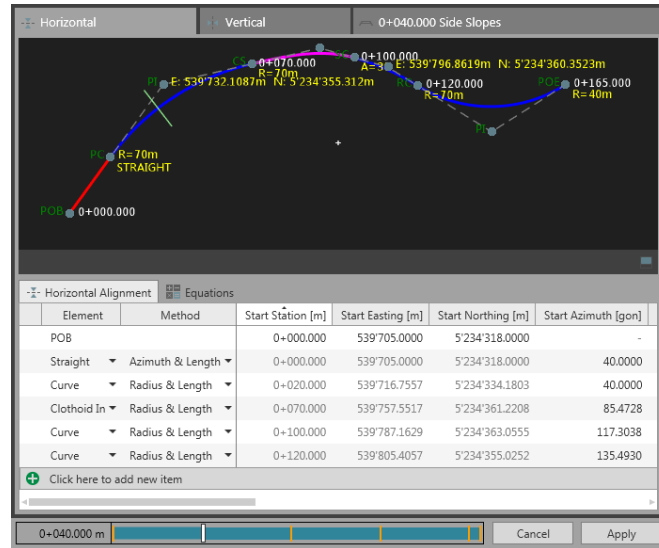 Horizontal
Vertical
0+040.000 Side Slopes
CS
0+070.000
R=70m
SC
0+100.000
A=3
E: 539'796.8619m N: 5'234'360.3523m
PI
E: 539'732.1087m N: 5'234'355.312m
RC
0+120.000
R=70m
POE
0+165.000
R=40m
PI
PC
R=70m
STRAIGHT
POB
0+000.000
Horizontal Alignment
Equations
Element Method Start Station [m] Start Easting [m] Start Northing [m] Start Azimuth [gon]
POB 0+000.000 539'705.0000 5'234'318.0000 -
Straight Azimuth & Length 0+000.000 539'705.0000 5'234'318.0000 40.0000
Curve Radius & Length 0+020.000 539'716.7557 5'234'334.1803 40.0000
Clothoid In Radius & Length 0+070.000 539'757.5517 5'234'361.2208 85.4728
Curve Radius & Length 0+100.000 539'787.1629 5'234'363.0555 117.3038
Curve Radius & Length 0+120.000 539'805.4057 5'234'355.0252 135.4930
Click here to add new item
0+040.000 m
Cancel
Apply